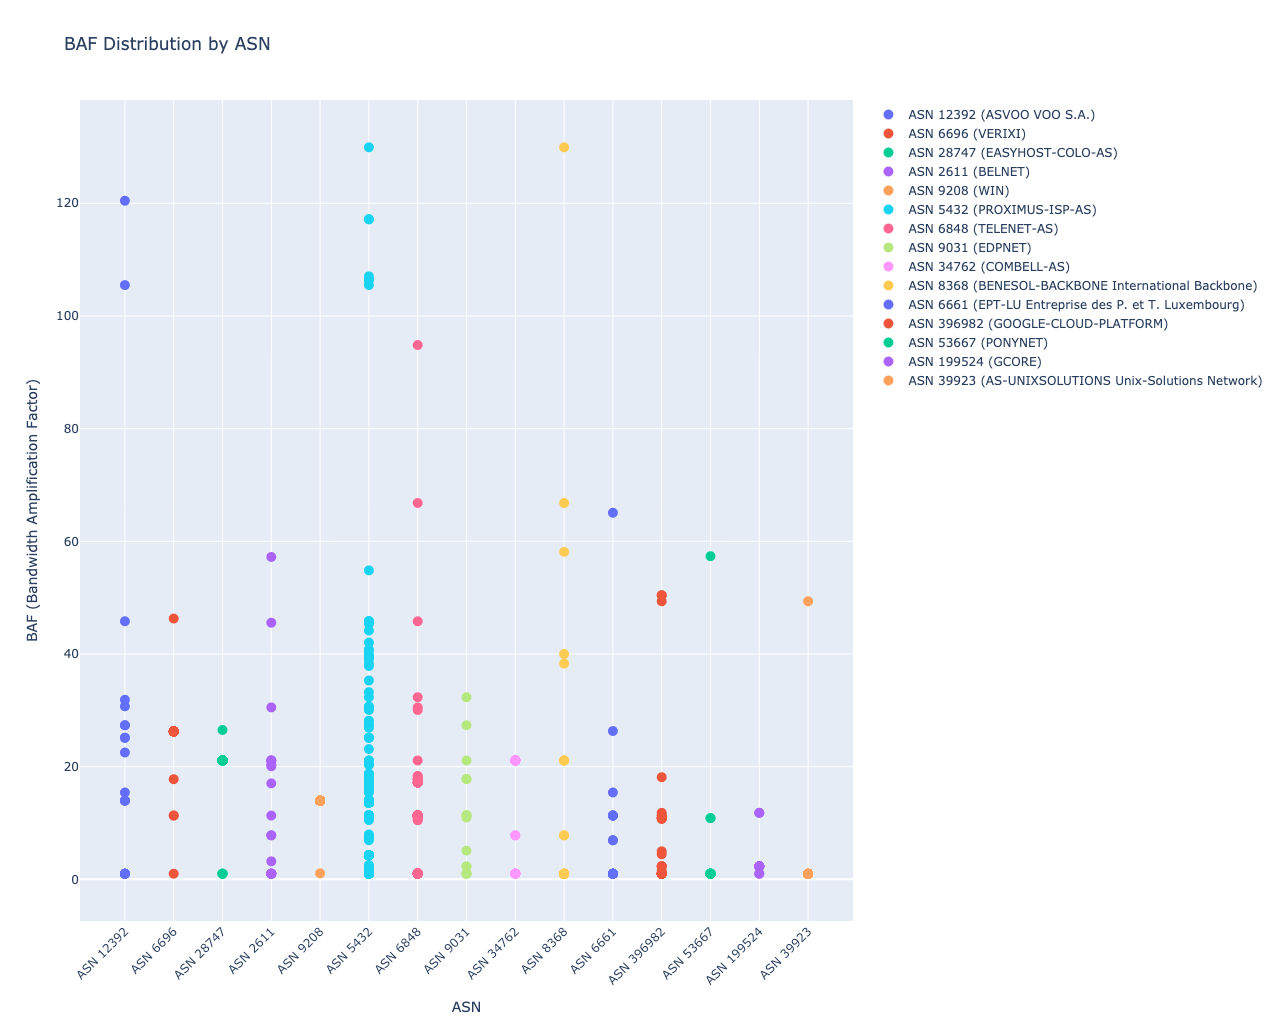 BAF Distribution by ASN
BAF (Bandwidth Amplification Factor)
120
100
80
60
40
20
0
ASN 12392
ASN 6696
ASN 28747
ASN 2611
ASN 9208
ASN 5432
ASN 6848
ASN 9031
ASN 34762
ASN 8368
ASN 6661
ASN 396982
ASN 53667
ASN 199524
ASN 39923
ASN
ASN 12392 (ASVOO VOO S.A.)
ASN 6696 (VERIXI)
ASN 28747 (EASYHOST-COLO-AS)
ASN 2611 (BELNET)
ASN 9208 (WIN)
ASN 5432 (PROXIMUS-ISP-AS)
ASN 6848 (TELENET-AS)
ASN 9031 (EDPNET)
ASN 34762 (COMBELL-AS)
ASN 8368 (BENESOL-BACKBONE International Backbone)
ASN 6661 (EPT-LU Entreprise des P. et T. Luxembourg)
ASN 396982 (GOOGLE-CLOUD-PLATFORM)
ASN 53667 (PONYNET)
ASN 199524 (GCORE)
ASN 39923 (AS-UNIXSOLUTIONS Unix-Solutions Network)